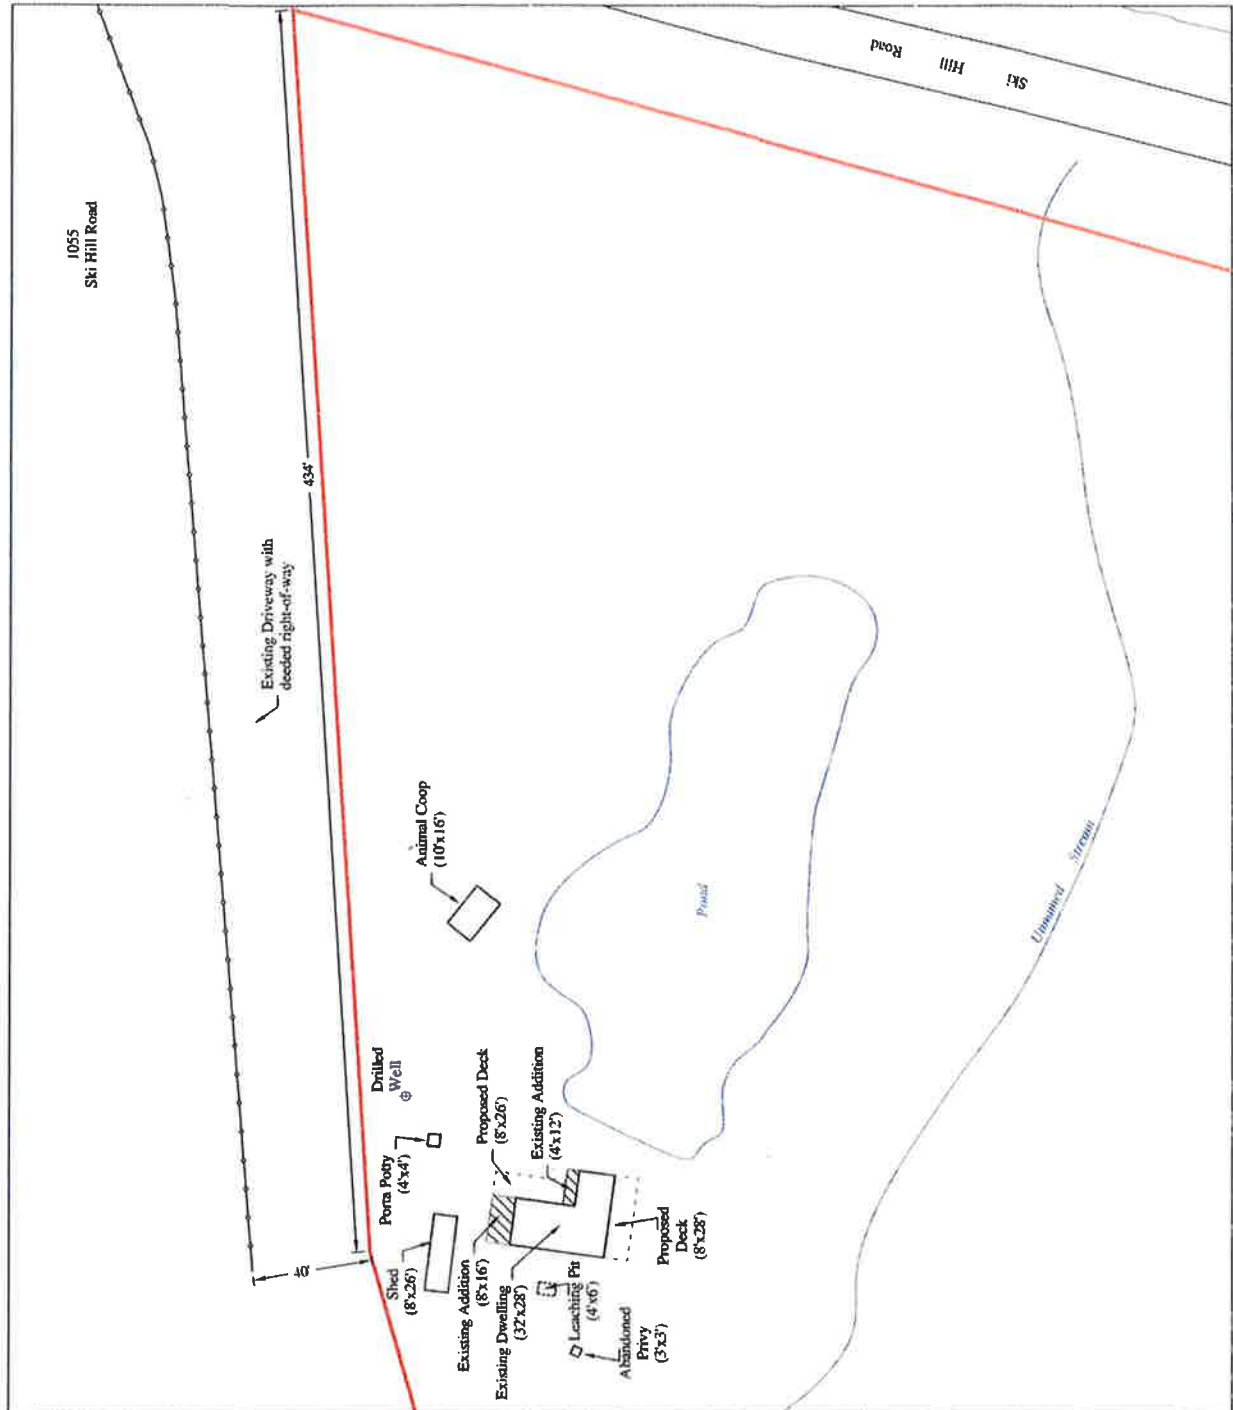 Ski Hill Road
1055
Ski Hill Road
434'
Existing Driveway with
deeded right-of-way
Animal Coop
(10'x16')
Pond
Unnamed Stream
Drilled
Well
Porta Potty
(4'x4')
Proposed Deck
(8'x26')
Existing Addition
(4'x12')
40'
Shed
(8'x26')
Existing Addition
(8'x16')
Existing Dwelling
(32'x28')
Proposed
Deck
(8'x28')
Leaching Pit
(4'x6')
Abandoned
Privy
(3'x3')